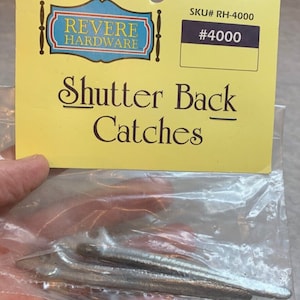 REVERE
HARDWARE
SKU# RH-4000
#4000
Shutter Back
Catches